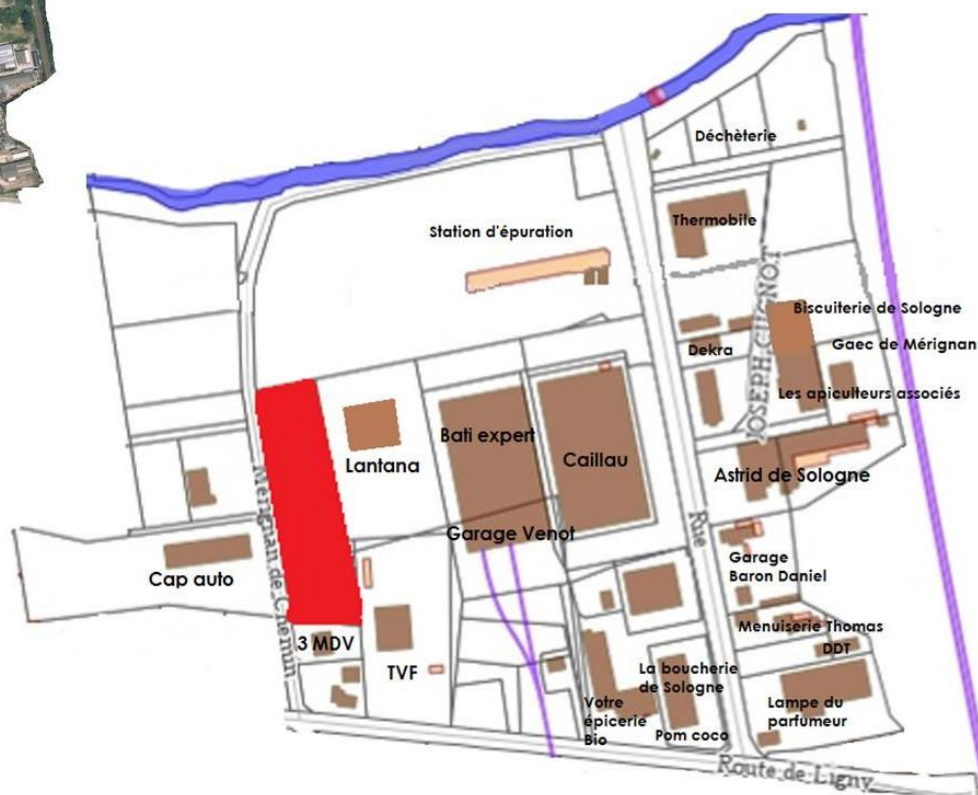 Déchèterie
Thermobile
Station d'épuration
JOSEPH CUGNOT
Biscuiterie de Sologne
Dekra
Gaec de Mérignan
Les apiculteurs associés
Lantana
Bati expert
Caillau
Astrid de Sologne
Garage Venot
Rue
Mérignan de Chemin
Cap auto
Garage
Baron Daniel
3 MDV
TVF
Menuiserie Thomas
DDT
La boucherie
de Sologne
Votre
épicerie
Bio
Pom coco
Lampe du
parfumeur
Route de Ligny